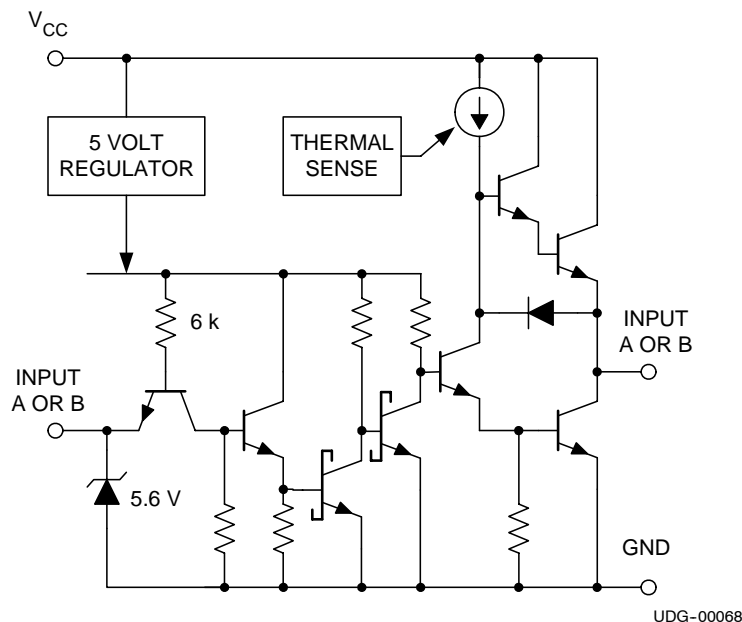 VCC
5 VOLT
REGULATOR
THERMAL
SENSE
6 k
INPUT
A OR B
INPUT
A OR B
5.6 V
GND
UDG-00068